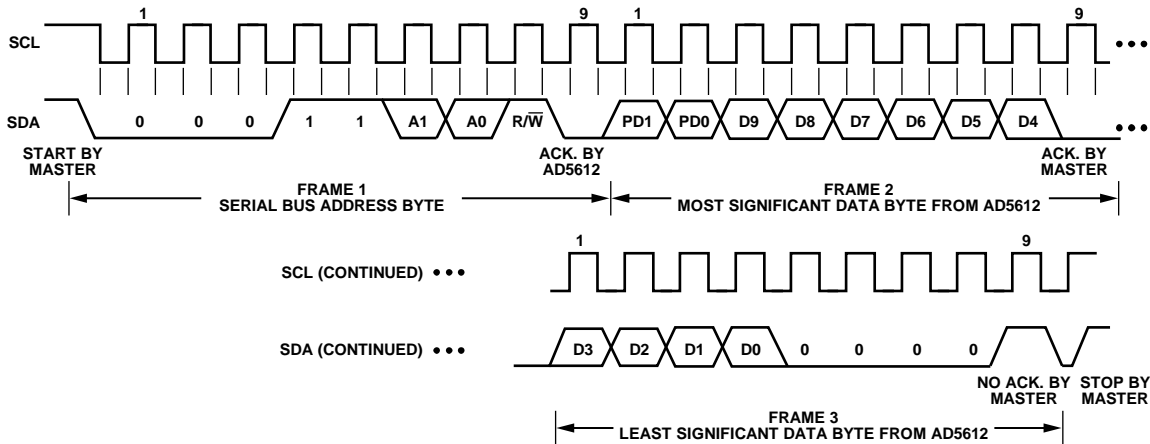 1 9 1 9
SCL
SDA 0 0 0 1 1 A1 A0 R/W̅ PD1 PD0 D9 D8 D7 D6 D5 D4
START BY
MASTER
ACK. BY
AD5612
ACK. BY
MASTER
FRAME 1
SERIAL BUS ADDRESS BYTE
FRAME 2
MOST SIGNIFICANT DATA BYTE FROM AD5612
1 9
SCL (CONTINUED)
SDA (CONTINUED) D3 D2 D1 D0 0 0 0 0
NO ACK. BY
MASTER
STOP BY
MASTER
FRAME 3
LEAST SIGNIFICANT DATA BYTE FROM AD5612